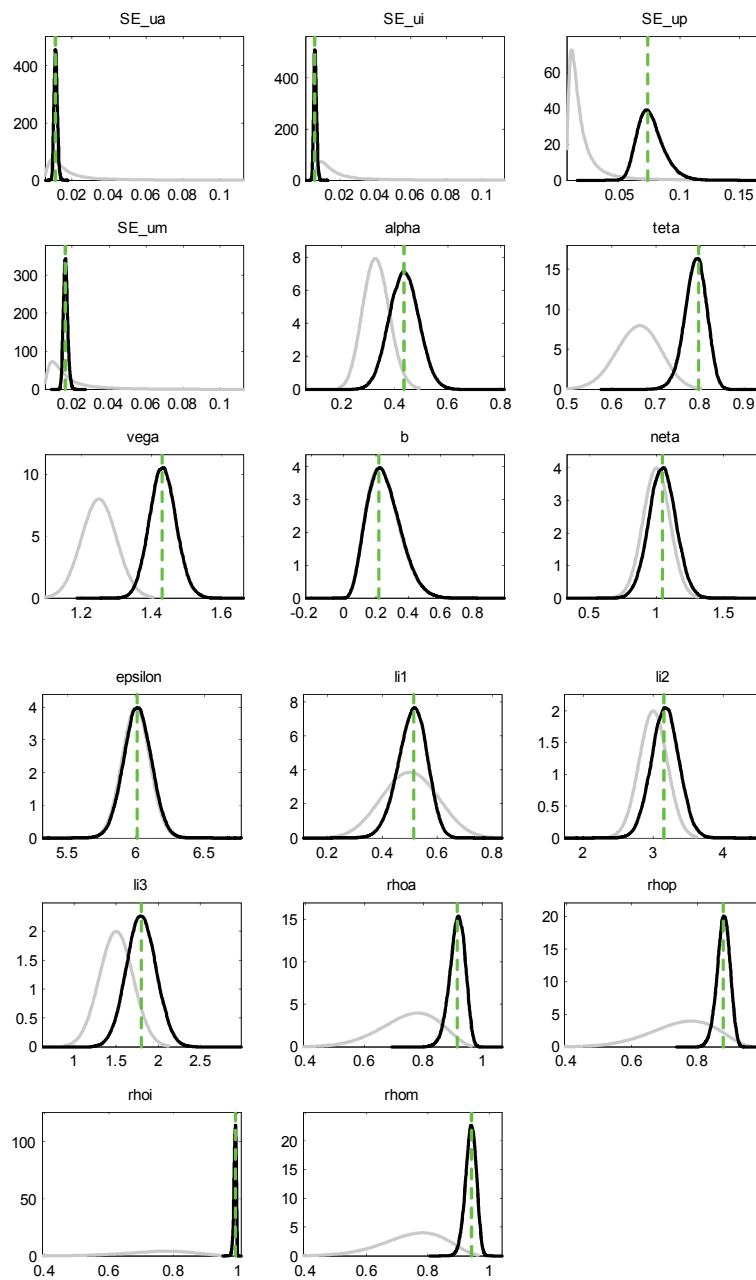 SE_ua SE_ui SE_up
400 300 200 100 0
0.02 0.04 0.06 0.08 0.1
400 200 0
0.02 0.04 0.06 0.08 0.1
60 40 20 0
0.05 0.1 0.15
SE_um alpha teta
300 200 100 0
0.02 0.04 0.06 0.08 0.1
8 6 4 2 0
0.2 0.4 0.6 0.8
15 10 5 0
0.5 0.6 0.7 0.8 0.9
vega b neta
10 5 0
1.2 1.4 1.6
4 3 2 1 0
-0.2 0 0.2 0.4 0.6 0.8
4 3 2 1 0
0.5 1 1.5
epsilon li1 li2
4 3 2 1 0
5.5 6 6.5
8 6 4 2 0
0.2 0.4 0.6 0.8
2 1.5 1 0.5 0
2 3 4
li3 rhoa rhop
2 1.5 1 0.5 0
1 1.5 2 2.5
15 10 5 0
0.4 0.6 0.8 1
20 15 10 5 0
0.4 0.6 0.8
rhoi rhom
100 50 0
0.4 0.6 0.8 1
20 15 10 5 0
0.4 0.6 0.8 1